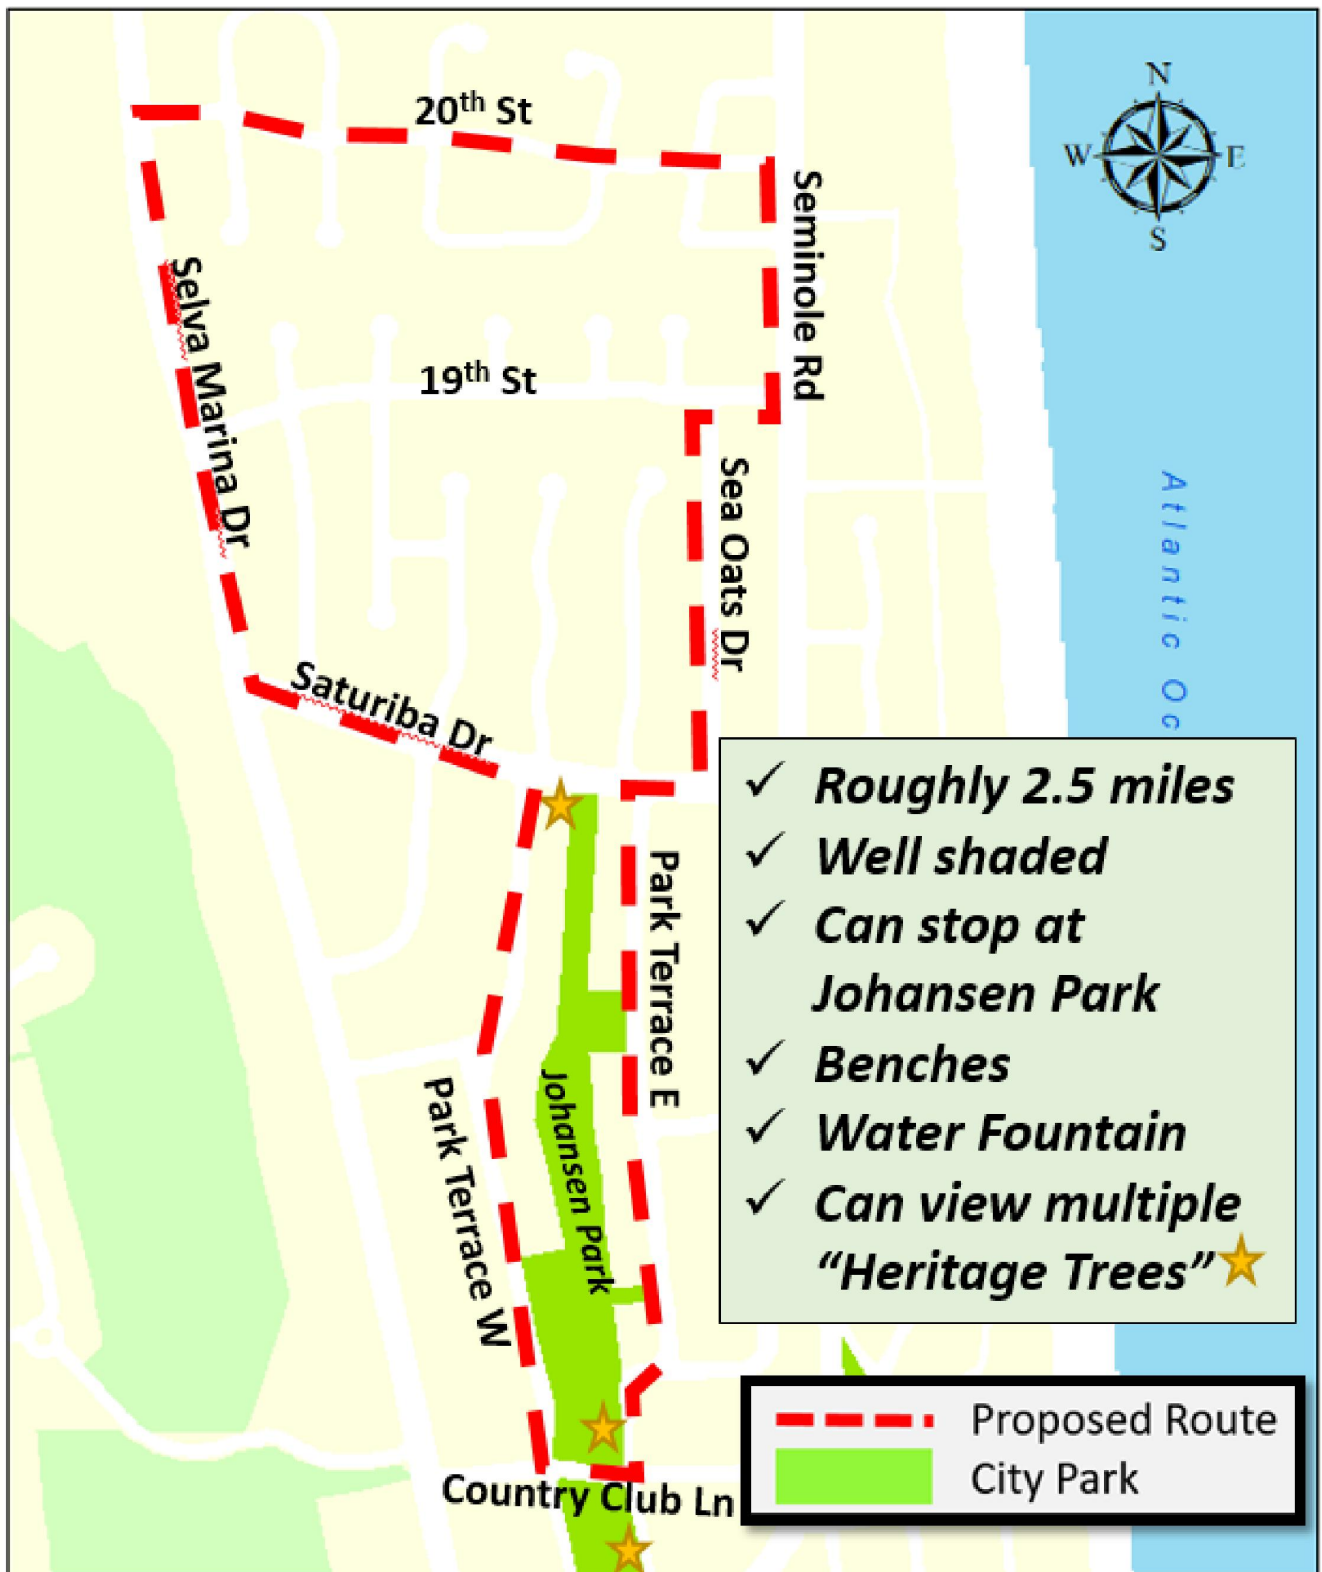 N
W E
S
20th St
Seminole Rd
Selva Marina Dr
19th St
Sea Oats Dr
Atlantic Oc
Saturiba Dr
Park Terrace E
Johansen Park
Park Terrace W
✓ Roughly 2.5 miles
✓ Well shaded
✓ Can stop at
Johansen Park
✓ Benches
✓ Water Fountain
✓ Can view multiple
“Heritage Trees”
Country Club Ln
Proposed Route
City Park